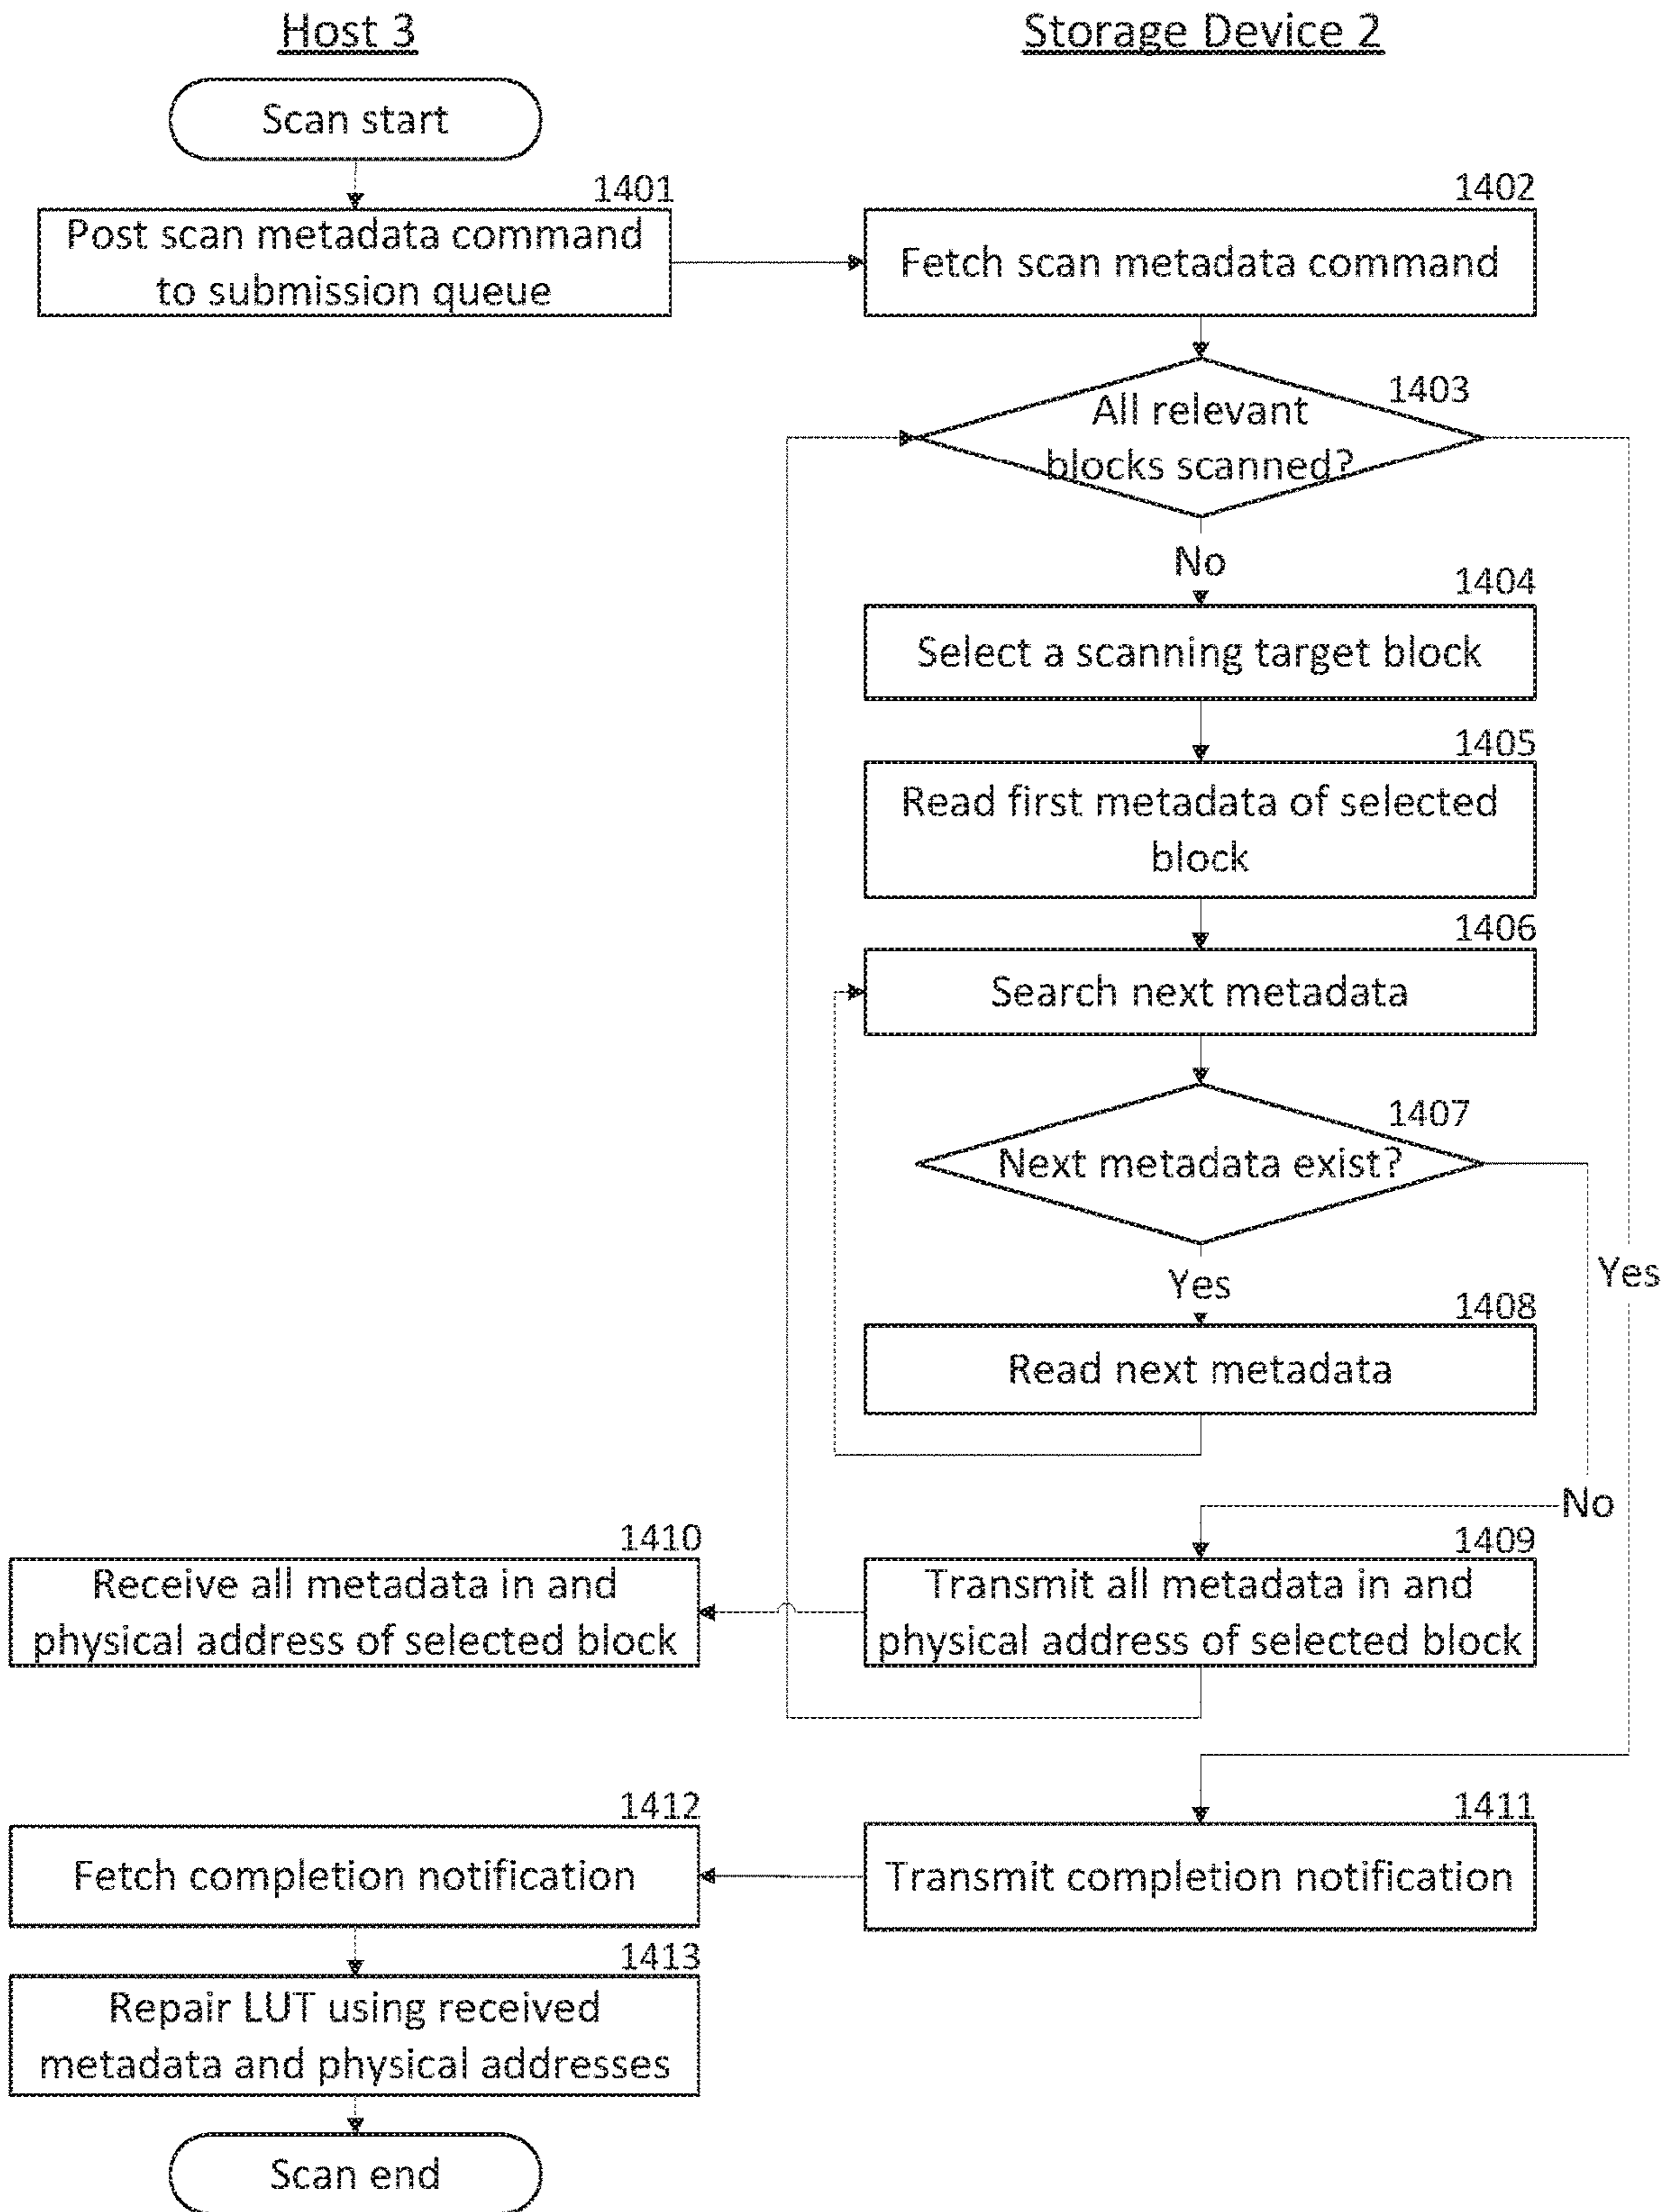 Host 3
Storage Device 2
Scan start
1401
Post scan metadata command
to submission queue
1402
Fetch scan metadata command
1403
All relevant
blocks scanned?
No
1404
Select a scanning target block
1405
Read first metadata of selected
block
1406
Search next metadata
1407
Next metadata exist?
Yes
Yes
1408
Read next metadata
No
1409
Transmit all metadata in and
physical address of selected block
1410
Receive all metadata in and
physical address of selected block
1411
Transmit completion notification
1412
Fetch completion notification
1413
Repair LUT using received
metadata and physical addresses
Scan end